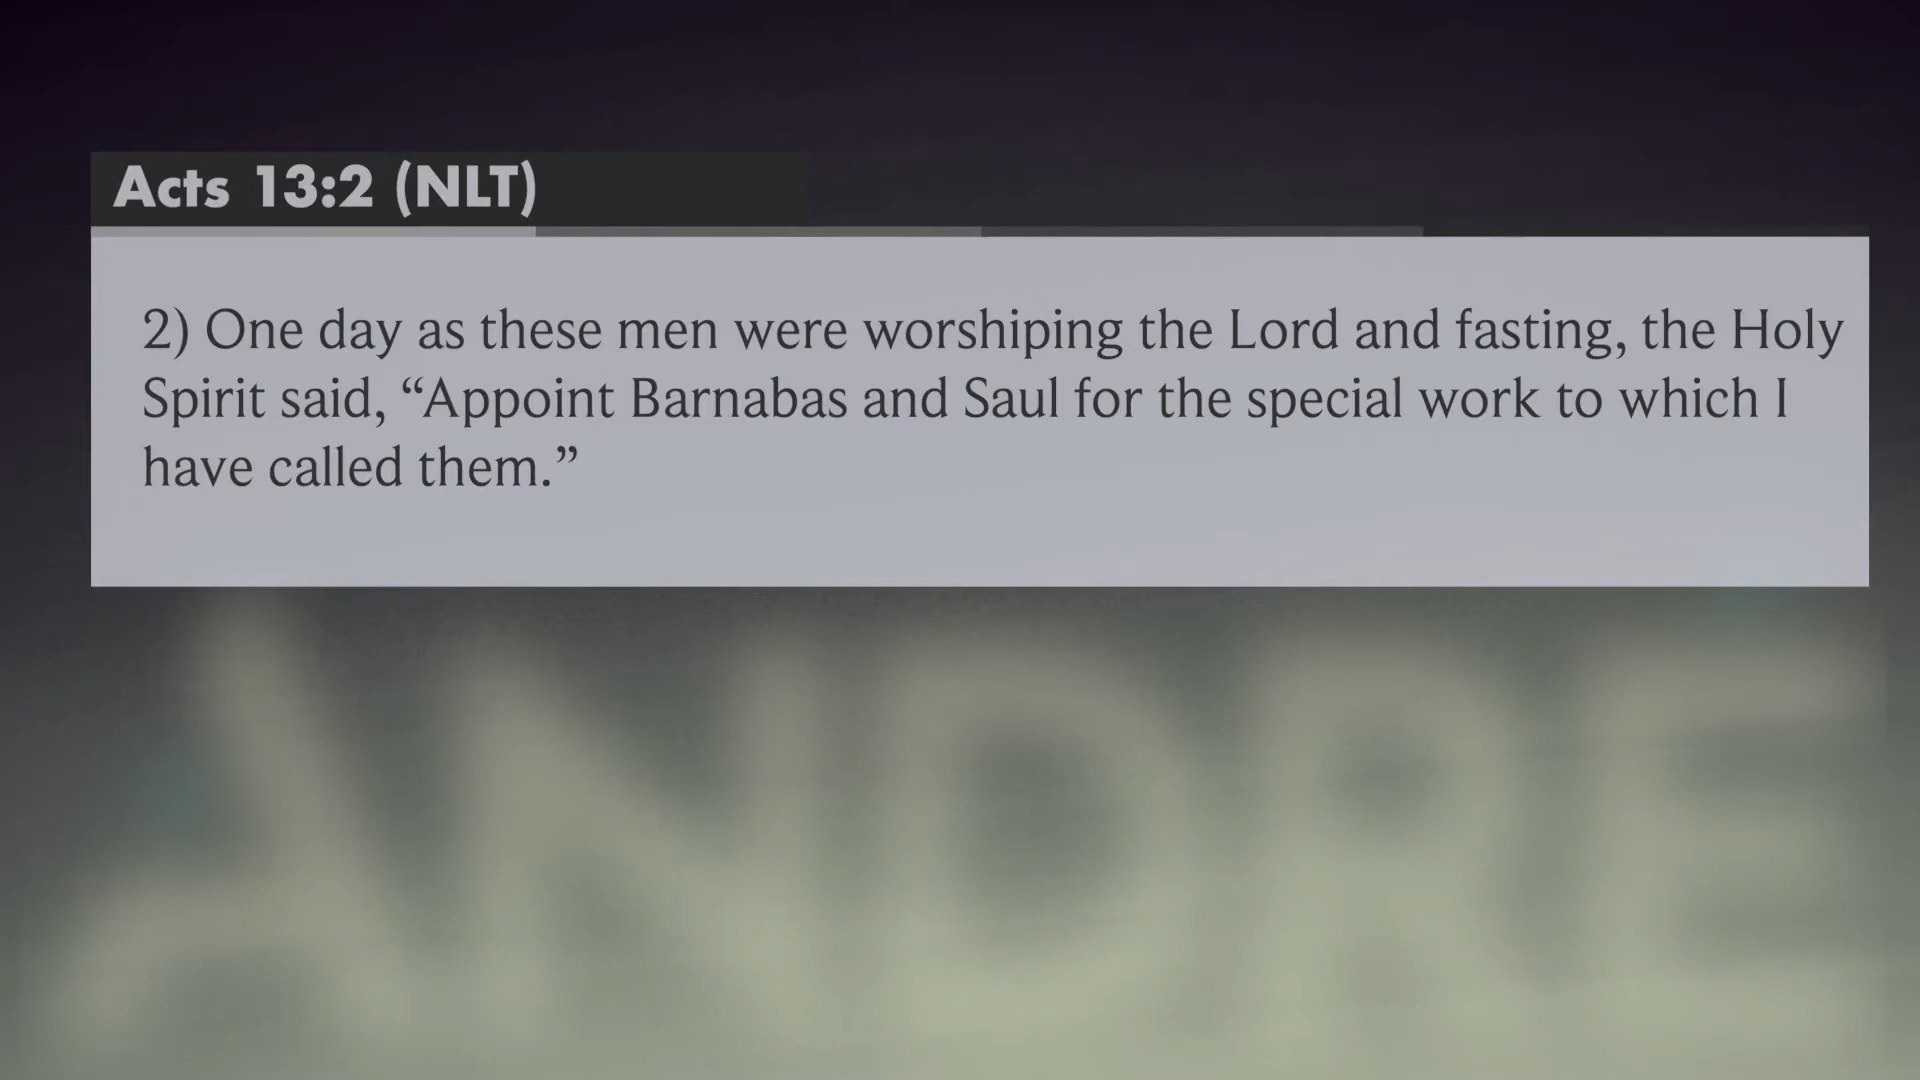 Acts 13:2 (NLT)
2) One day as these men were worshiping the Lord and fasting, the Holy
Spirit said, “Appoint Barnabas and Saul for the special work to which I
have called them.”
ANDRE